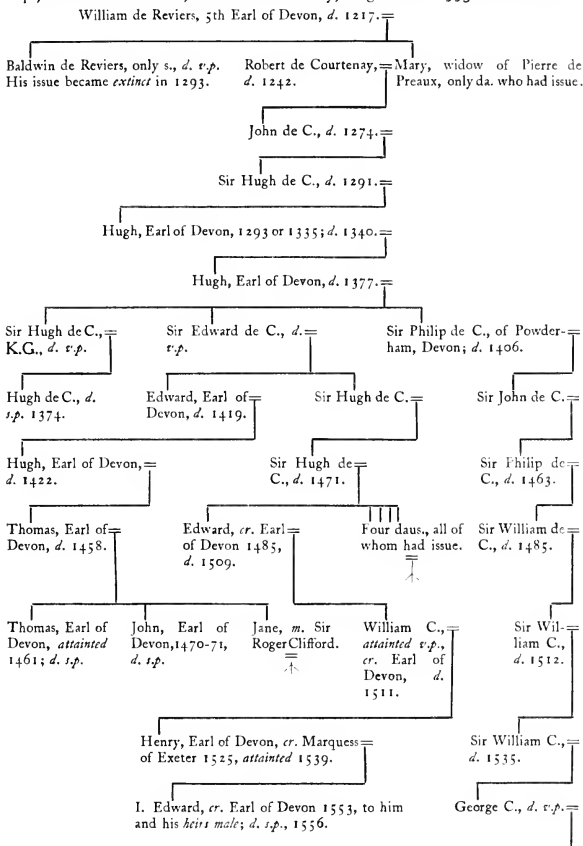 William de Reviers, 5th Earl of Devon, d. 1217.=
Baldwin de Reviers, only s., d. v.p.
His issue became extinct in 1293.
Robert de Courtenay,=
d. 1242.
Mary, widow of Pierre de
Preaux, only da. who had issue.
John de C., d. 1274.=
Sir Hugh de C., d. 1291.=
Hugh, Earl of Devon, 1293 or 1335; d. 1340.=
Hugh, Earl of Devon, d. 1377.=
Sir Hugh de C.,=
K.G., d. v.p.
Sir Edward de C., d.=
v.p.
Sir Philip de C., of Powder-=
ham, Devon; d. 1406.
Hugh de C., d.
s.p. 1374.
Edward, Earl of=
Devon, d. 1419.
Sir Hugh de C.=
Sir John de C.=
Hugh, Earl of Devon,=
d. 1422.
Sir Hugh de=
C., d. 1471.
Sir Philip de=
C., d. 1463.
Thomas, Earl of=
Devon, d. 1458.
Edward, cr. Earl=
of Devon 1485,
d. 1509.
Four daus., all of
whom had issue.
=
Sir William de=
C., d. 1485.
Thomas, Earl of
Devon, attainted
1461; d. s.p.
John, Earl of
Devon, 1470-71,
d. s.p.
Jane, m. Sir
Roger Clifford.
=
William C.,=
attainted v.p.,
cr. Earl of
Devon, d.
1511.
Sir Wil-=
liam C.,
d. 1512.
Henry, Earl of Devon, cr. Marquess=
of Exeter 1525, attainted 1539.
Sir William C.,=
d. 1535.
I. Edward, cr. Earl of Devon 1553, to him
and his heirs male; d. s.p., 1556.
George C., d. v.p.=